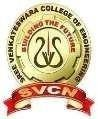 SREE VENKATESWARA COLLEGE OF ENGINEERING
BUILDING THE FUTURE
SVCN